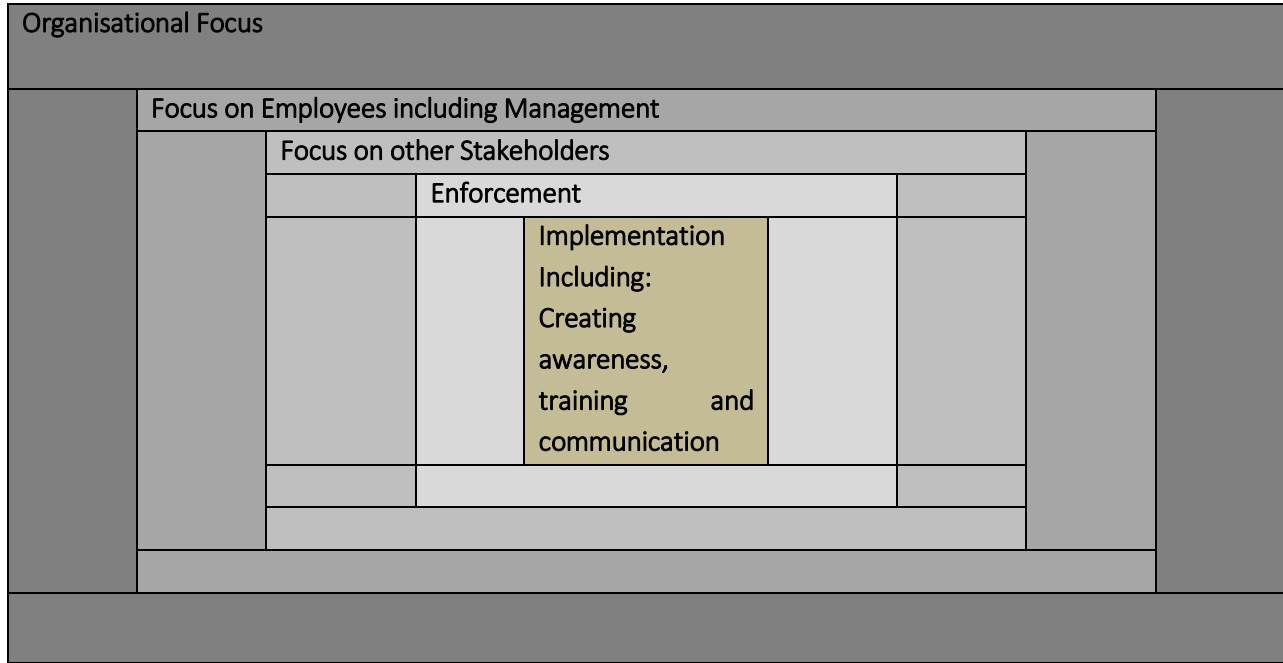 Organisational Focus
Focus on Employees including Management
Focus on other Stakeholders
Enforcement
Implementation
Including:
Creating
awareness,
training and
communication